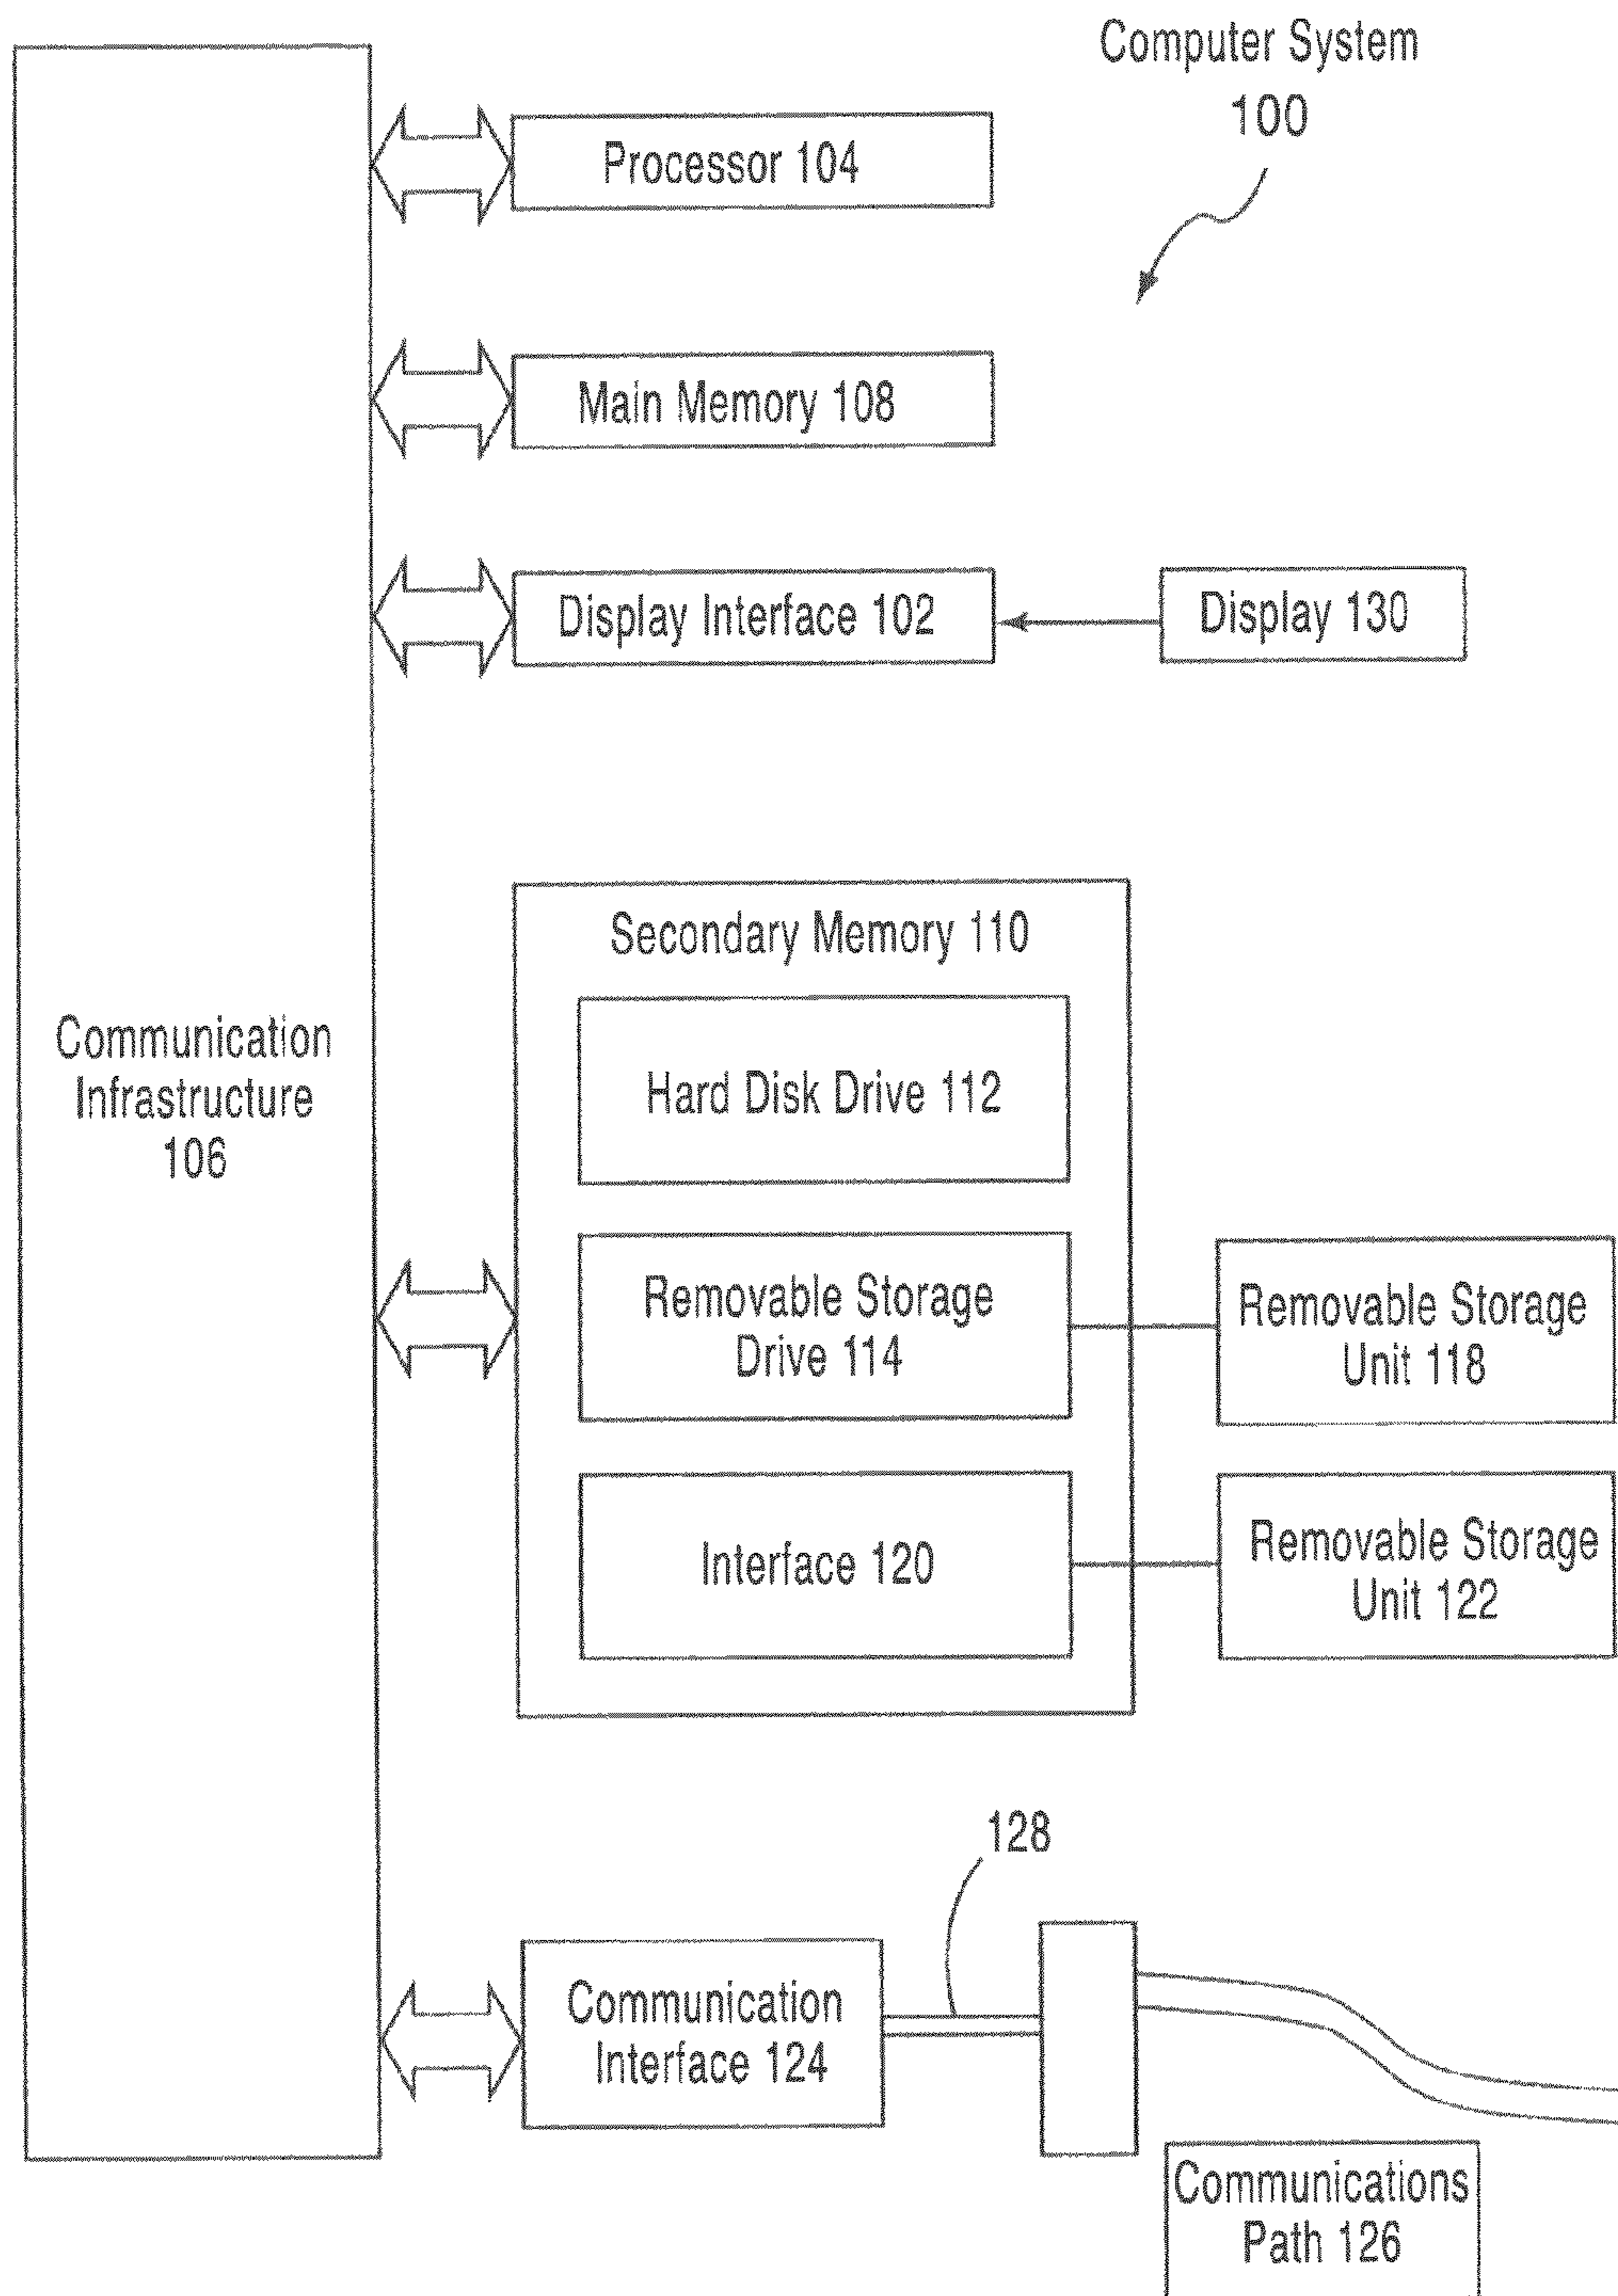 Computer System
100
Processor 104
Main Memory 108
Display Interface 102
Display 130
Secondary Memory 110
Hard Disk Drive 112
Communication
Infrastructure
106
Removable Storage
Drive 114
Removable Storage
Unit 118
Interface 120
Removable Storage
Unit 122
128
Communication
Interface 124
Communications
Path 126